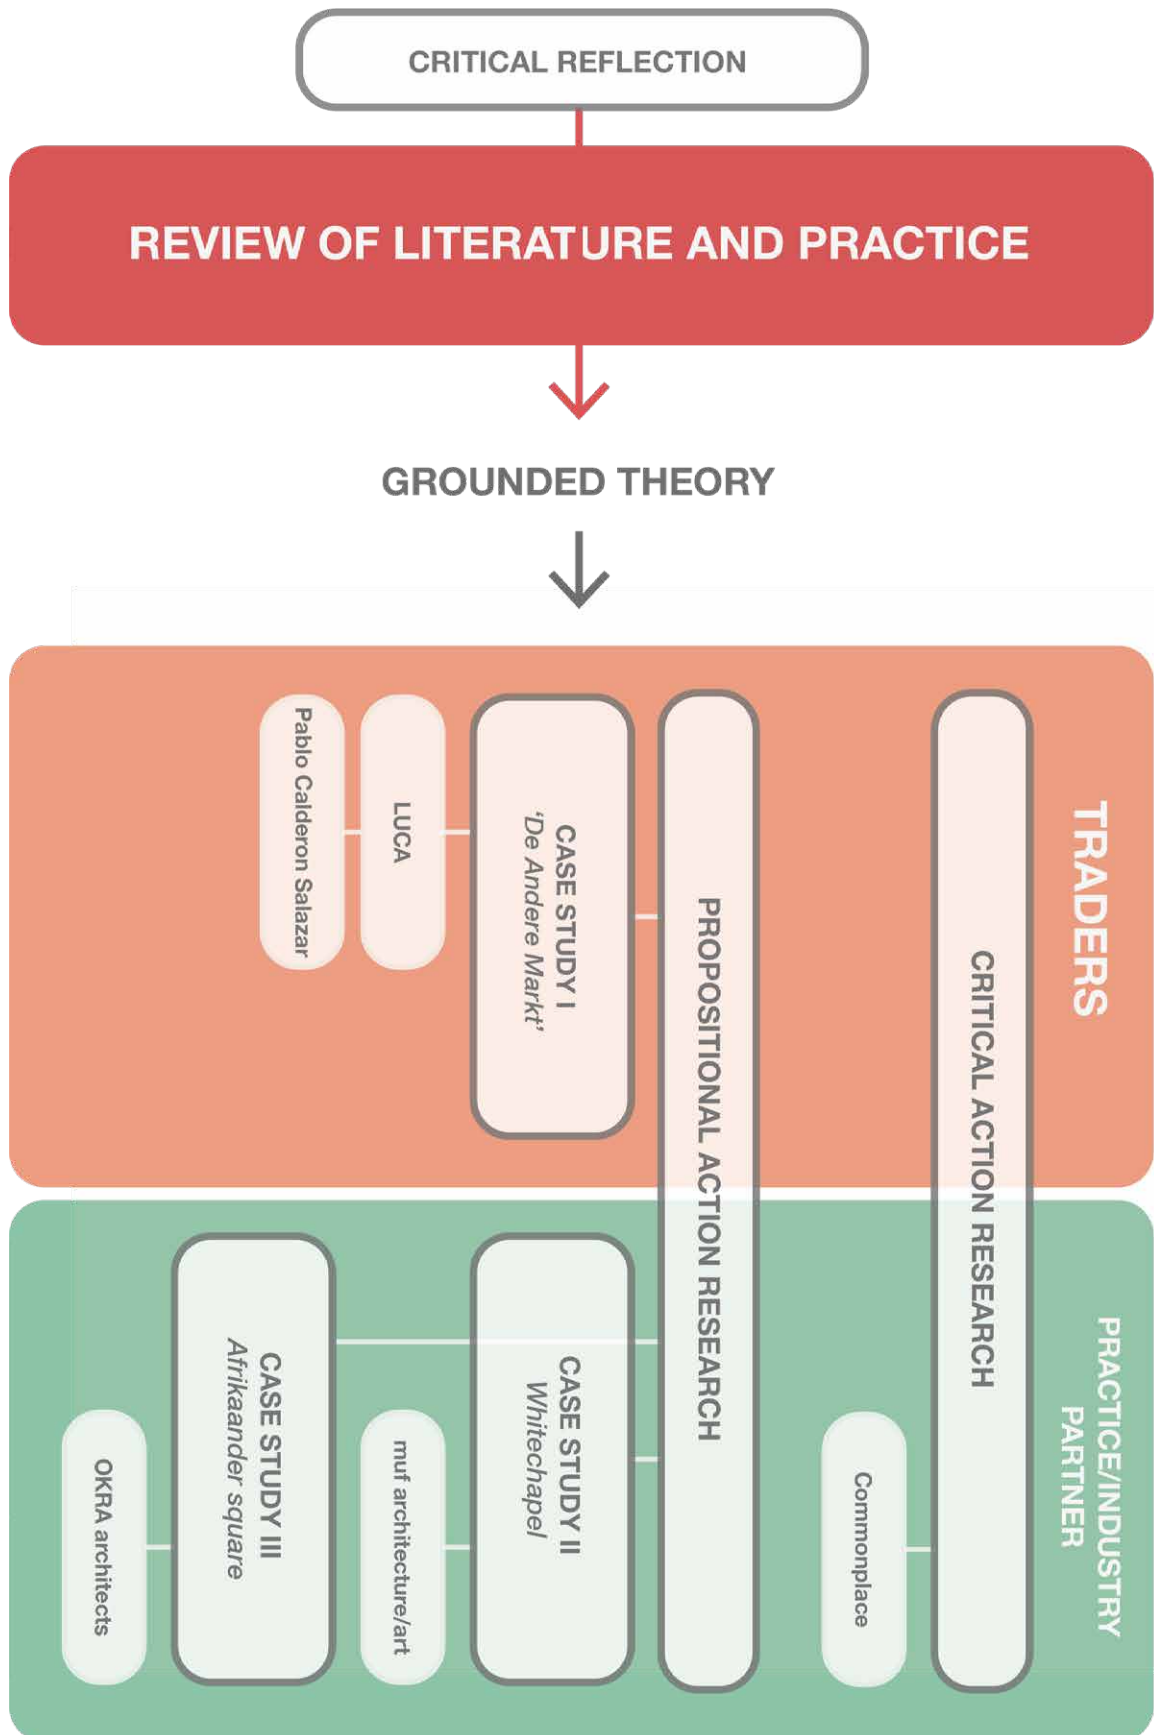 CRITICAL REFLECTION
REVIEW OF LITERATURE AND PRACTICE
GROUNDED THEORY
TRADERS
CRITICAL ACTION RESEARCH
PROPOSITIONAL ACTION RESEARCH
CASE STUDY I
‘De Andere Markt’
LUCA
Pablo Calderon Salazar
PRACTICE/INDUSTRY
PARTNER
Commonplace
CASE STUDY II
Whitechapel
muf architecture/art
CASE STUDY III
Afrikaander square
OKRA architects